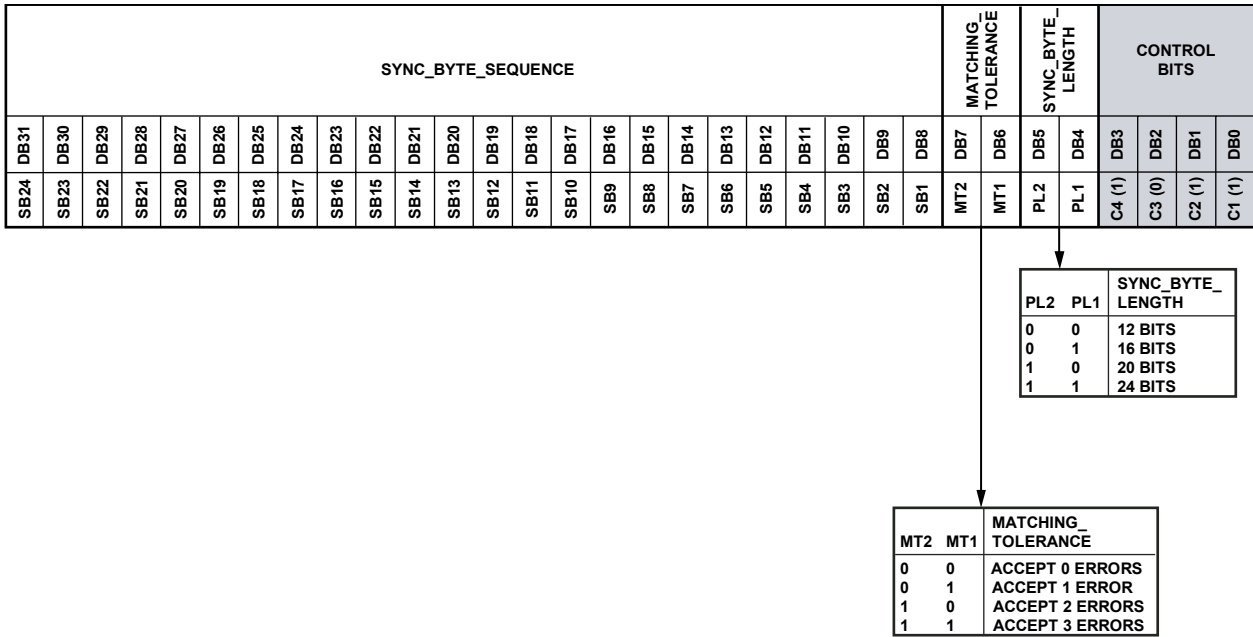 SYNC_BYTE_SEQUENCE
MATCHING_
TOLERANCE
SYNC_BYTE_
LENGTH
CONTROL
BITS
DB31 DB30 DB29 DB28 DB27 DB26 DB25 DB24 DB23 DB22 DB21 DB20 DB19 DB18 DB17 DB16 DB15 DB14 DB13 DB12 DB11 DB10 DB9 DB8 DB7 DB6 DB5 DB4 DB3 DB2 DB1 DB0
SB24 SB23 SB22 SB21 SB20 SB19 SB18 SB17 SB16 SB15 SB14 SB13 SB12 SB11 SB10 SB9 SB8 SB7 SB6 SB5 SB4 SB3 SB2 SB1 MT2 MT1 PL2 PL1 C4 (1) C3 (0) C2 (1) C1 (1)
SYNC_BYTE_
PL2 PL1 LENGTH
0 0 12 BITS
0 1 16 BITS
1 0 20 BITS
1 1 24 BITS
MATCHING_
MT2 MT1 TOLERANCE
0 0 ACCEPT 0 ERRORS
0 1 ACCEPT 1 ERROR
1 0 ACCEPT 2 ERRORS
1 1 ACCEPT 3 ERRORS